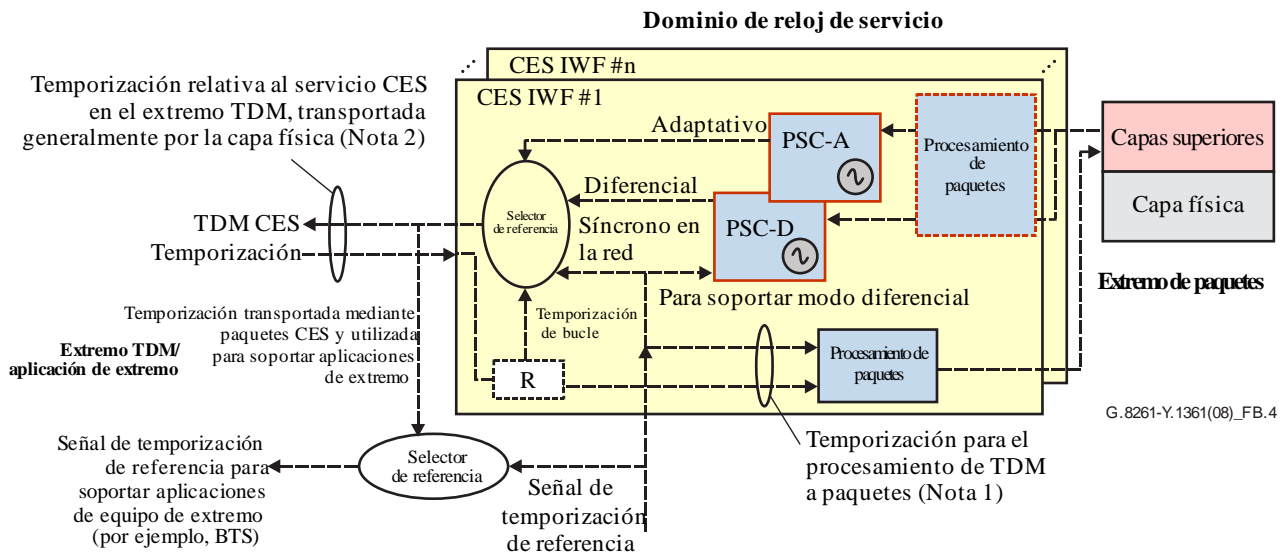 Dominio de reloj de servicio
CES IWF #n
CES IWF #1
Temporización relativa al servicio CES
en el extremo TDM, transportada
generalmente por la capa física (Nota 2)
Adaptativo
PSC-A
Procesamiento
de
paquetes
Capas superiores
Capa física
Diferencial
Selector
de referencia
PSC-D
Síncrono en
la red
TDM CES
Temporización
Para soportar modo diferencial
Extremo de paquetes
Temporización transportada mediante
paquetes CES y utilizada
para soportar aplicaciones
de extremo
Temporización
de bucle
Extremo TDM/
aplicación de extremo
R
Procesamiento de
paquetes
G.8261-Y.1361(08)_FB.4
Señal de temporización
de referencia para
soportar aplicaciones
de equipo de extremo
(por ejemplo, BTS)
Selector
de referencia
Señal de
temporización
de referencia
Temporización para el
procesamiento de TDM
a paquetes (Nota 1)